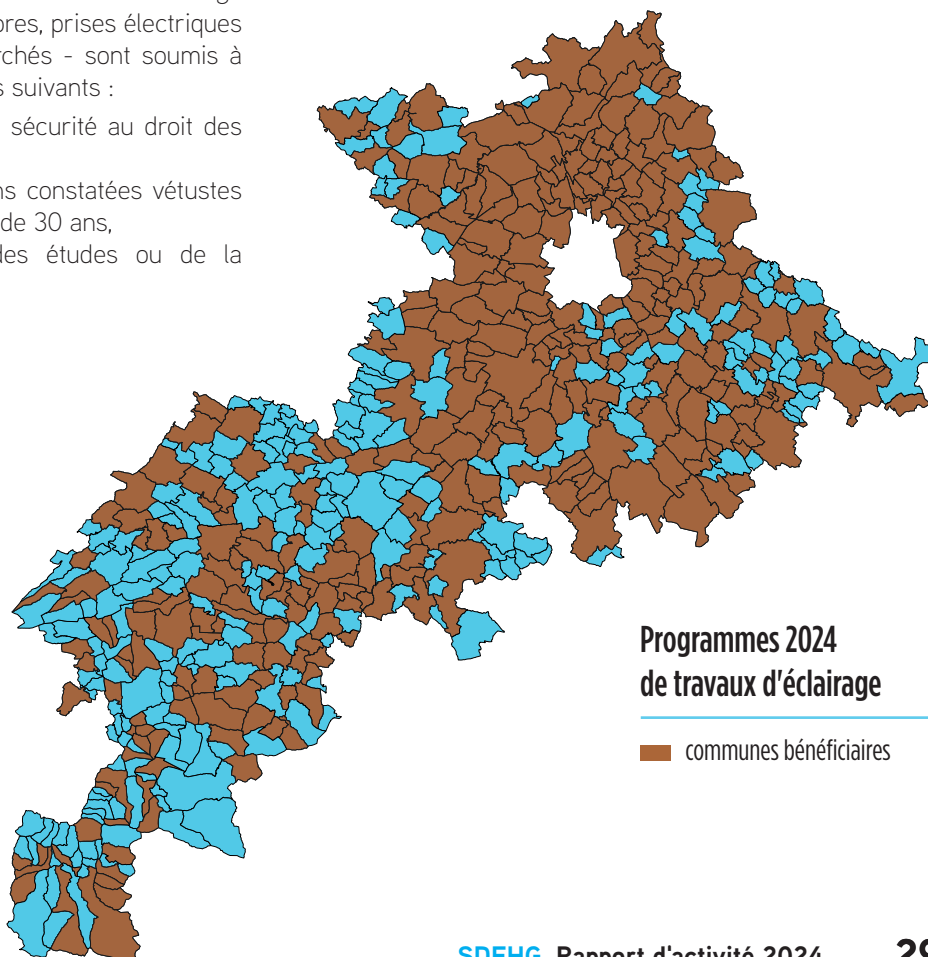 ores, prises électriques
rchés - sont soumis à
s suivants :
sécurité au droit des
ns constatées vétustes
de 30 ans,
des études ou de la
Programmes 2024
de travaux d'éclairage
communes bénéficiaires
SDEHG Rapport d'activité 2024 29